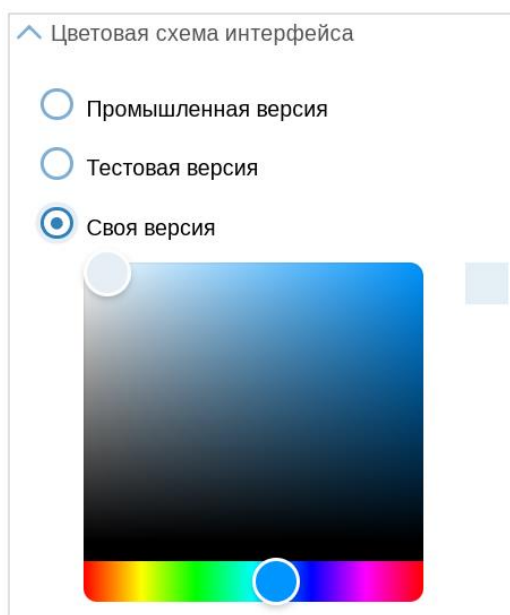 Цветовая схема интерфейса
Промышленная версия
Тестовая версия
Своя версия